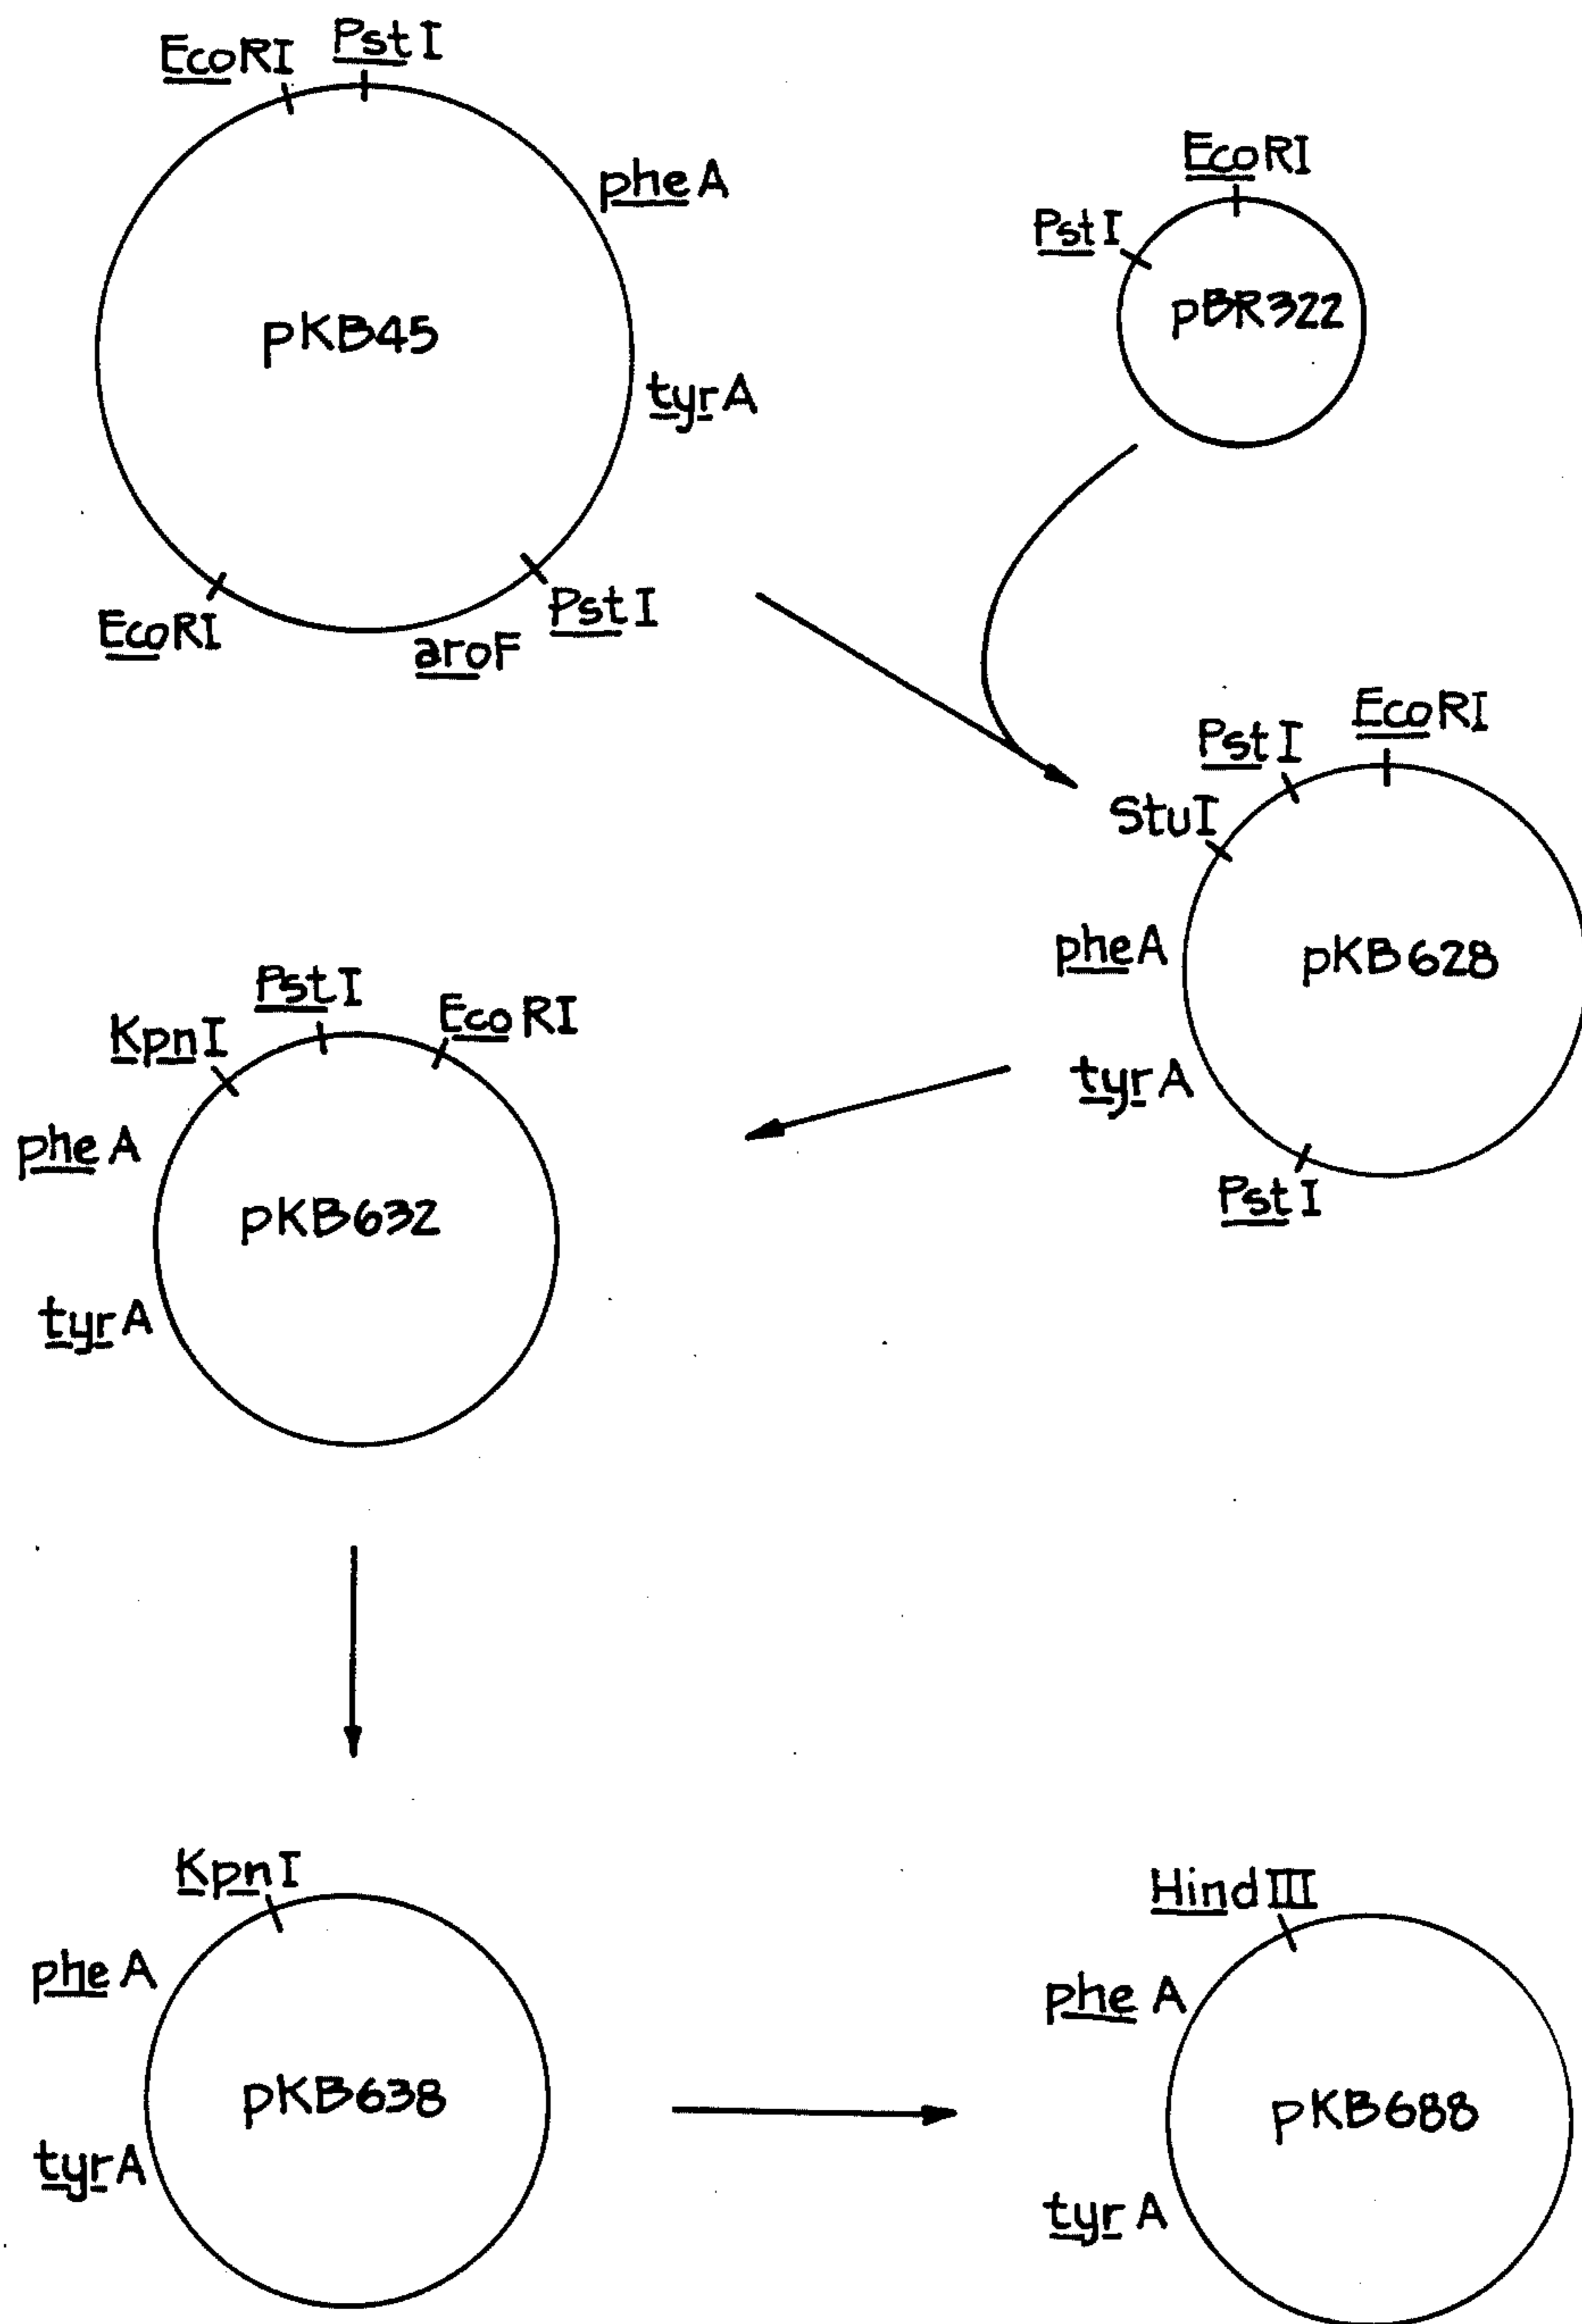 EcoRI
PstI
pheA
pKB45
tyrA
EcoRI
PstI
aroF
EcoRI
PstI
pBR322
EcoRI
PstI
StuI
pheA
pKB628
tyrA
PstI
PstI
EcoRI
KpnI
pheA
pKB632
tyrA
KpnI
pheA
pKB638
tyrA
HindIII
pheA
pKB688
tyrA